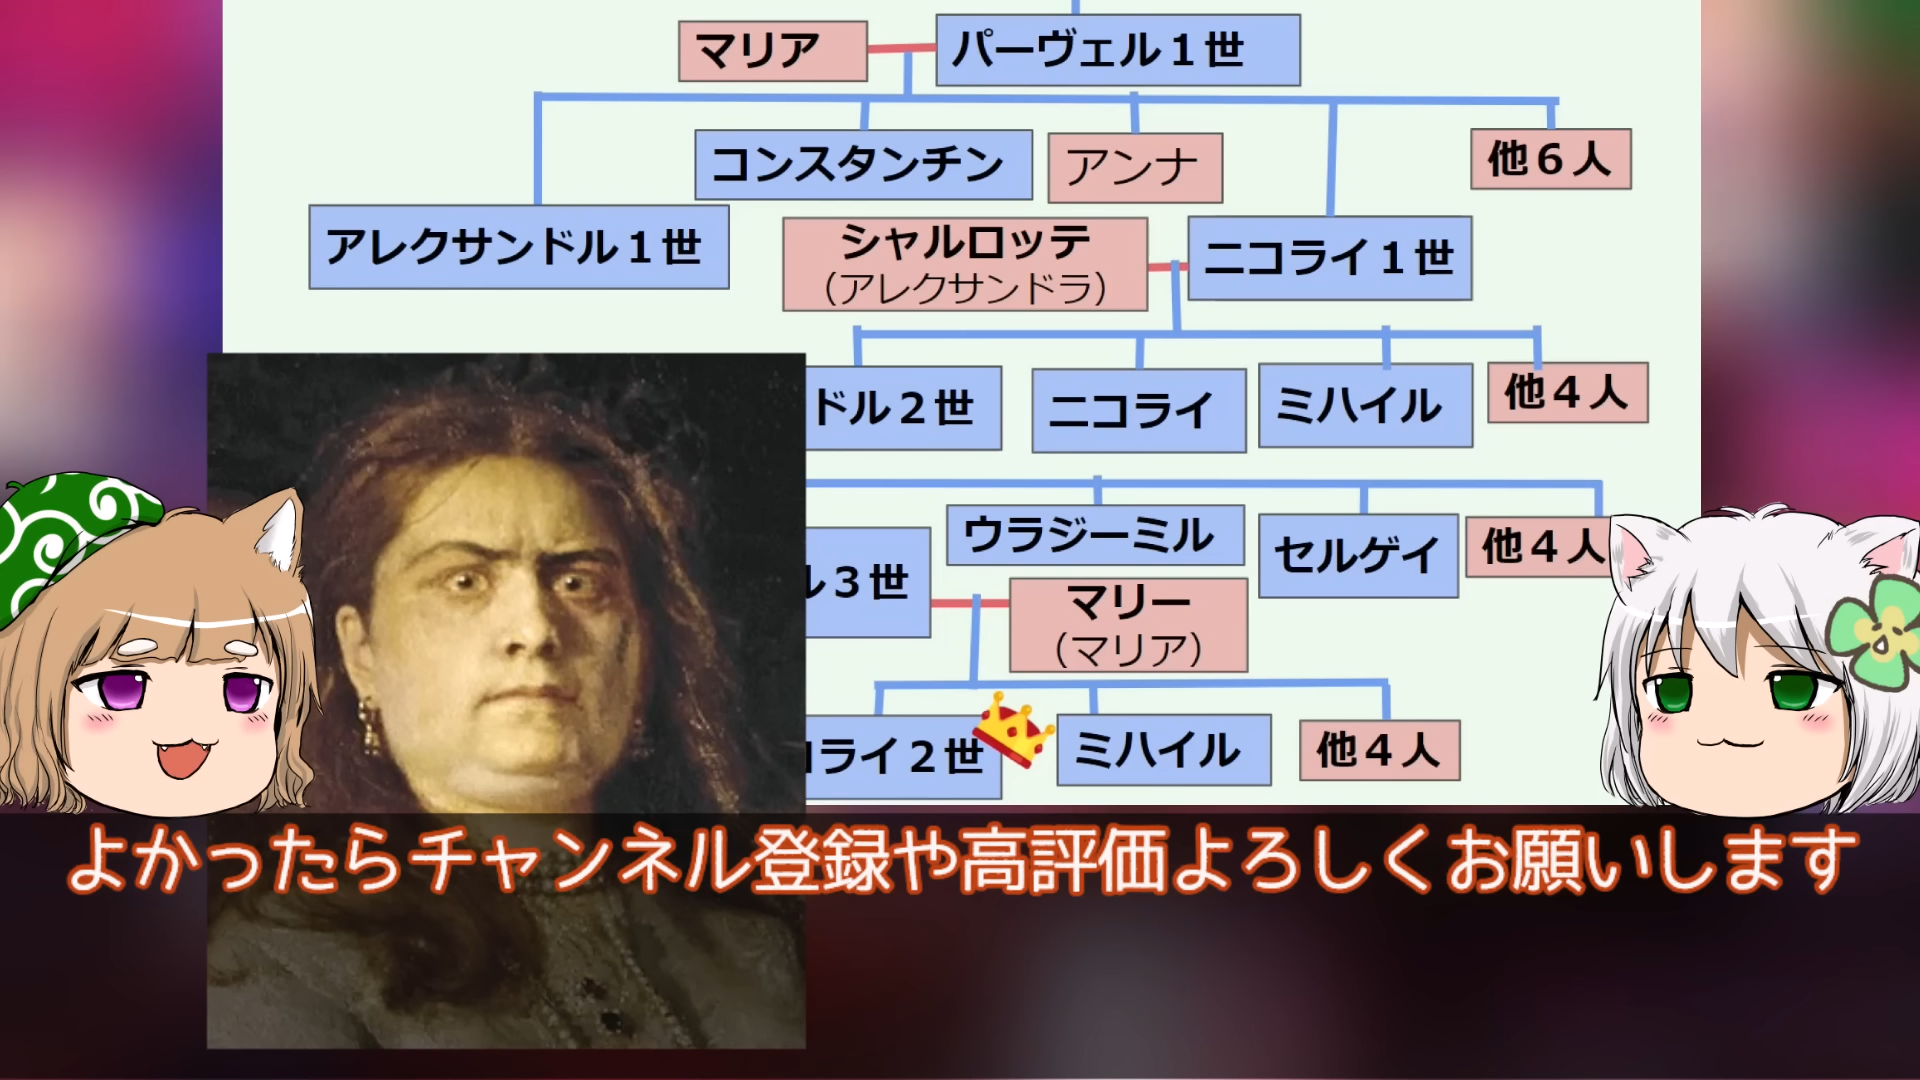 マリア
パーヴェル１世
コンスタンチン
アンナ
他６人
アレクサンドル１世
シャルロッテ
（アレクサンドラ）
ニコライ１世
ドル２世
ニコライ
ミハイル
他４人
ウラジーミル
セルゲイ
他４人
ル３世
マリー
（マリア）
コライ２世
ミハイル
他４人
よかったらチャンネル登録や高評価よろしくお願いします